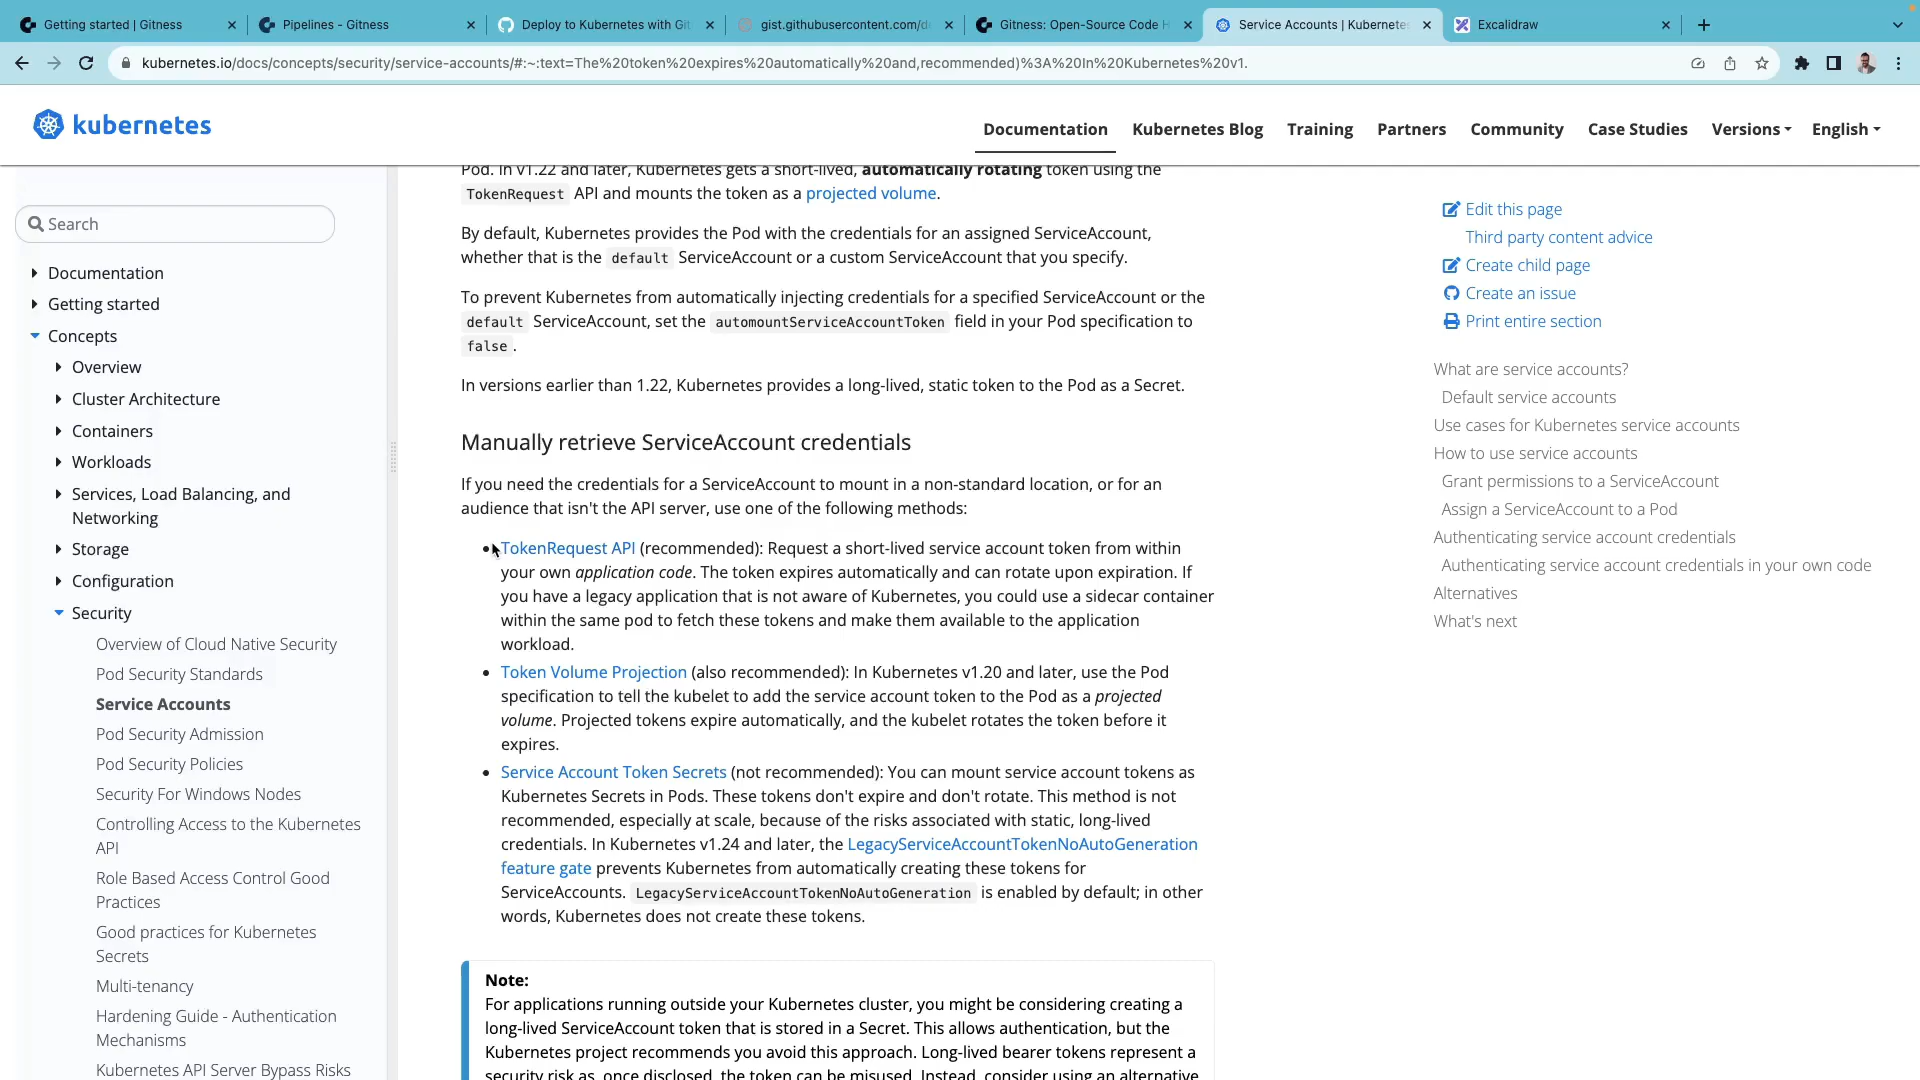 Getting started | Gitness
Pipelines - Gitness
Deploy to Kubernetes with Git
gist.githubusercontent.com/d
Gitness: Open-Source Code H
Service Accounts | Kubernetes
Excalidraw
kubernetes.io/docs/concepts/security/service-accounts/#:~:text=The%20token%20expires%20automatically%20and,recommended)%3A%20In%20Kubernetes%20v1.
kubernetes
Documentation
Kubernetes Blog
Training
Partners
Community
Case Studies
Versions
English
Search
Documentation
Getting started
Concepts
Overview
Cluster Architecture
Containers
Workloads
Services, Load Balancing, and
Networking
Storage
Configuration
Security
Overview of Cloud Native Security
Pod Security Standards
Service Accounts
Pod Security Admission
Pod Security Policies
Security For Windows Nodes
Controlling Access to the Kubernetes
API
Role Based Access Control Good
Practices
Good practices for Kubernetes
Secrets
Multi-tenancy
Hardening Guide - Authentication
Mechanisms
Kubernetes API Server Bypass Risks
Pod. In v1.22 and later, Kubernetes gets a short-lived, automatically rotating token using the
TokenRequest API and mounts the token as a projected volume.
By default, Kubernetes provides the Pod with the credentials for an assigned ServiceAccount,
whether that is the default ServiceAccount or a custom ServiceAccount that you specify.
To prevent Kubernetes from automatically injecting credentials for a specified ServiceAccount or the
default ServiceAccount, set the automountServiceAccountToken field in your Pod specification to
false.
In versions earlier than 1.22, Kubernetes provides a long-lived, static token to the Pod as a Secret.
Manually retrieve ServiceAccount credentials
If you need the credentials for a ServiceAccount to mount in a non-standard location, or for an
audience that isn't the API server, use one of the following methods:
• TokenRequest API (recommended): Request a short-lived service account token from within
your own application code. The token expires automatically and can rotate upon expiration. If
you have a legacy application that is not aware of Kubernetes, you could use a sidecar container
within the same pod to fetch these tokens and make them available to the application
workload.
• Token Volume Projection (also recommended): In Kubernetes v1.20 and later, use the Pod
specification to tell the kubelet to add the service account token to the Pod as a projected
volume. Projected tokens expire automatically, and the kubelet rotates the token before it
expires.
• Service Account Token Secrets (not recommended): You can mount service account tokens as
Kubernetes Secrets in Pods. These tokens don't expire and don't rotate. This method is not
recommended, especially at scale, because of the risks associated with static, long-lived
credentials. In Kubernetes v1.24 and later, the LegacyServiceAccountTokenNoAutoGeneration
feature gate prevents Kubernetes from automatically creating these tokens for
ServiceAccounts. LegacyServiceAccountTokenNoAutoGeneration is enabled by default; in other
words, Kubernetes does not create these tokens.
Note:
For applications running outside your Kubernetes cluster, you might be considering creating a
long-lived ServiceAccount token that is stored in a Secret. This allows authentication, but the
Kubernetes project recommends you avoid this approach. Long-lived bearer tokens represent a
security risk as, once disclosed, the token can be misused. Instead, consider using an alternative
Edit this page
Third party content advice
Create child page
Create an issue
Print entire section
What are service accounts?
Default service accounts
Use cases for Kubernetes service accounts
How to use service accounts
Grant permissions to a ServiceAccount
Assign a ServiceAccount to a Pod
Authenticating service account credentials
Authenticating service account credentials in your own code
Alternatives
What's next